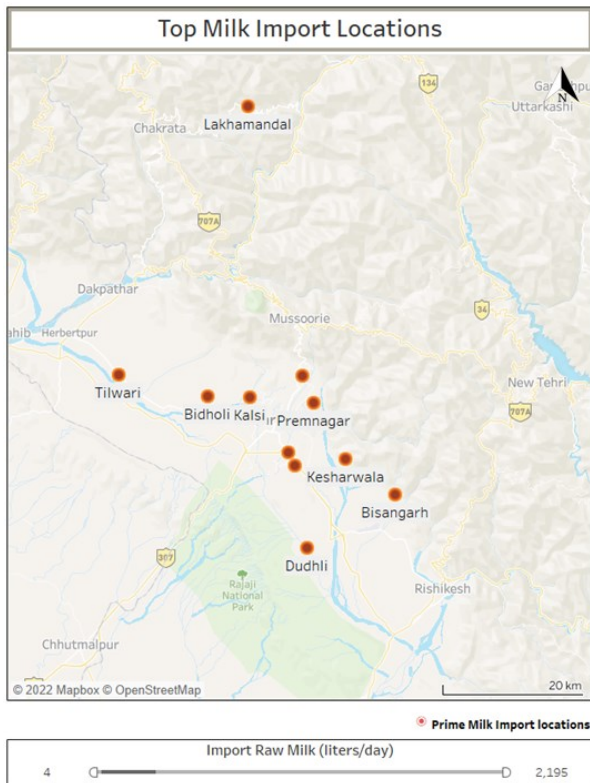 Top Milk Import Locations
134
N
Uttarkashi
Chakrata
Lakhamandal
707A
Dakpathar
Mussoorie
34
Herbertpur
Tilwari
New Tehri
707A
Bidholi
Kalsi
Premnagar
Kesharwala
Bisangarh
307
Dudhli
Rajaji
National
Park
Rishikesh
Chhutmalpur
© 2022 Mapbox © OpenStreetMap
20 km
Prime Milk Import locations
Import Raw Milk (liters/day)
4
2,195